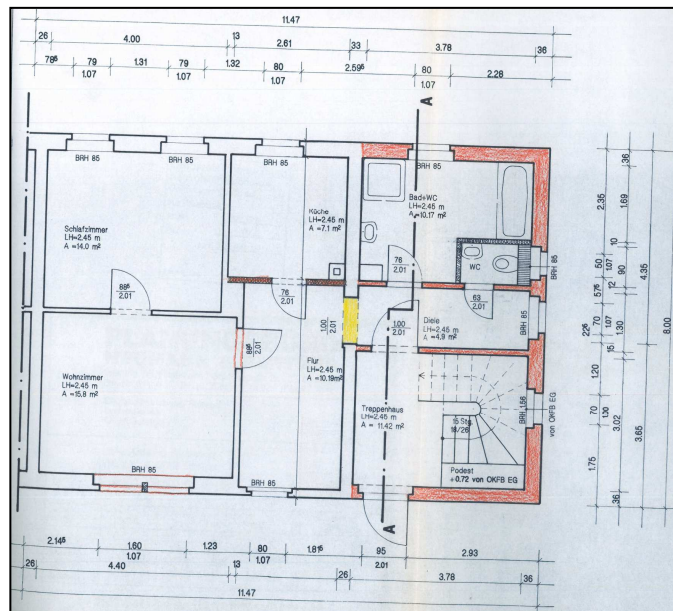 11.47
26 4.00 13 2.61 33 3.78 36
78⁵ 79 1.31 79 1.32 80 2.59⁵ 80 2.28
1.07 1.07 1.07 1.07
A
BRH 85 BRH 85 BRH 85 BRH 85
Schlafzimmer
LH=2.45 m
A =14.0 m²
Küche
LH=2.45 m
A =7.1 m²
Bad+WC
LH=2.45 m
A =10.17 m²
WC
BRH 85
88⁵
2.01
76
2.01
76
2.01
63
2.01
1.00
2.01
1.00
2.01
88⁵
2.01
Diele
LH=2.45 m
A =4,9 m²
BRH 85
Wohnzimmer
LH=2.45 m
A =15,8 m²
Flur
LH=2.45 m
A =10.19m²
Treppenhaus
LH=2.45 m
A = 11.42 m²
15 Stg.
18/26
BRH 1.56
von OKFB EG
Podest
+0.72 von OKFB EG
BRH 85
BRH 85
A
36
2.35 1.69
10
50 1.07 90
57⁵ 12
4.35
8.00
22⁶ 70 1.07 1.30
15
1.20
70 1.30 3.02 3.65
1.75
36
2.14⁵ 1.60 1.23 80 1.81⁵ 95 2.93
1.07 1.07 2.01
26 4.40 13 26 3.78 36
11.47